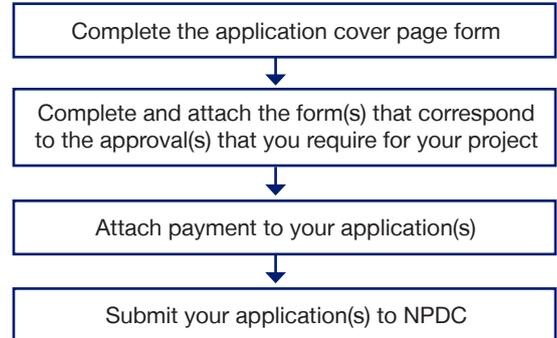 Complete the application cover page form
Complete and attach the form(s) that correspond
to the approval(s) that you require for your project
Attach payment to your application(s)
Submit your application(s) to NPDC